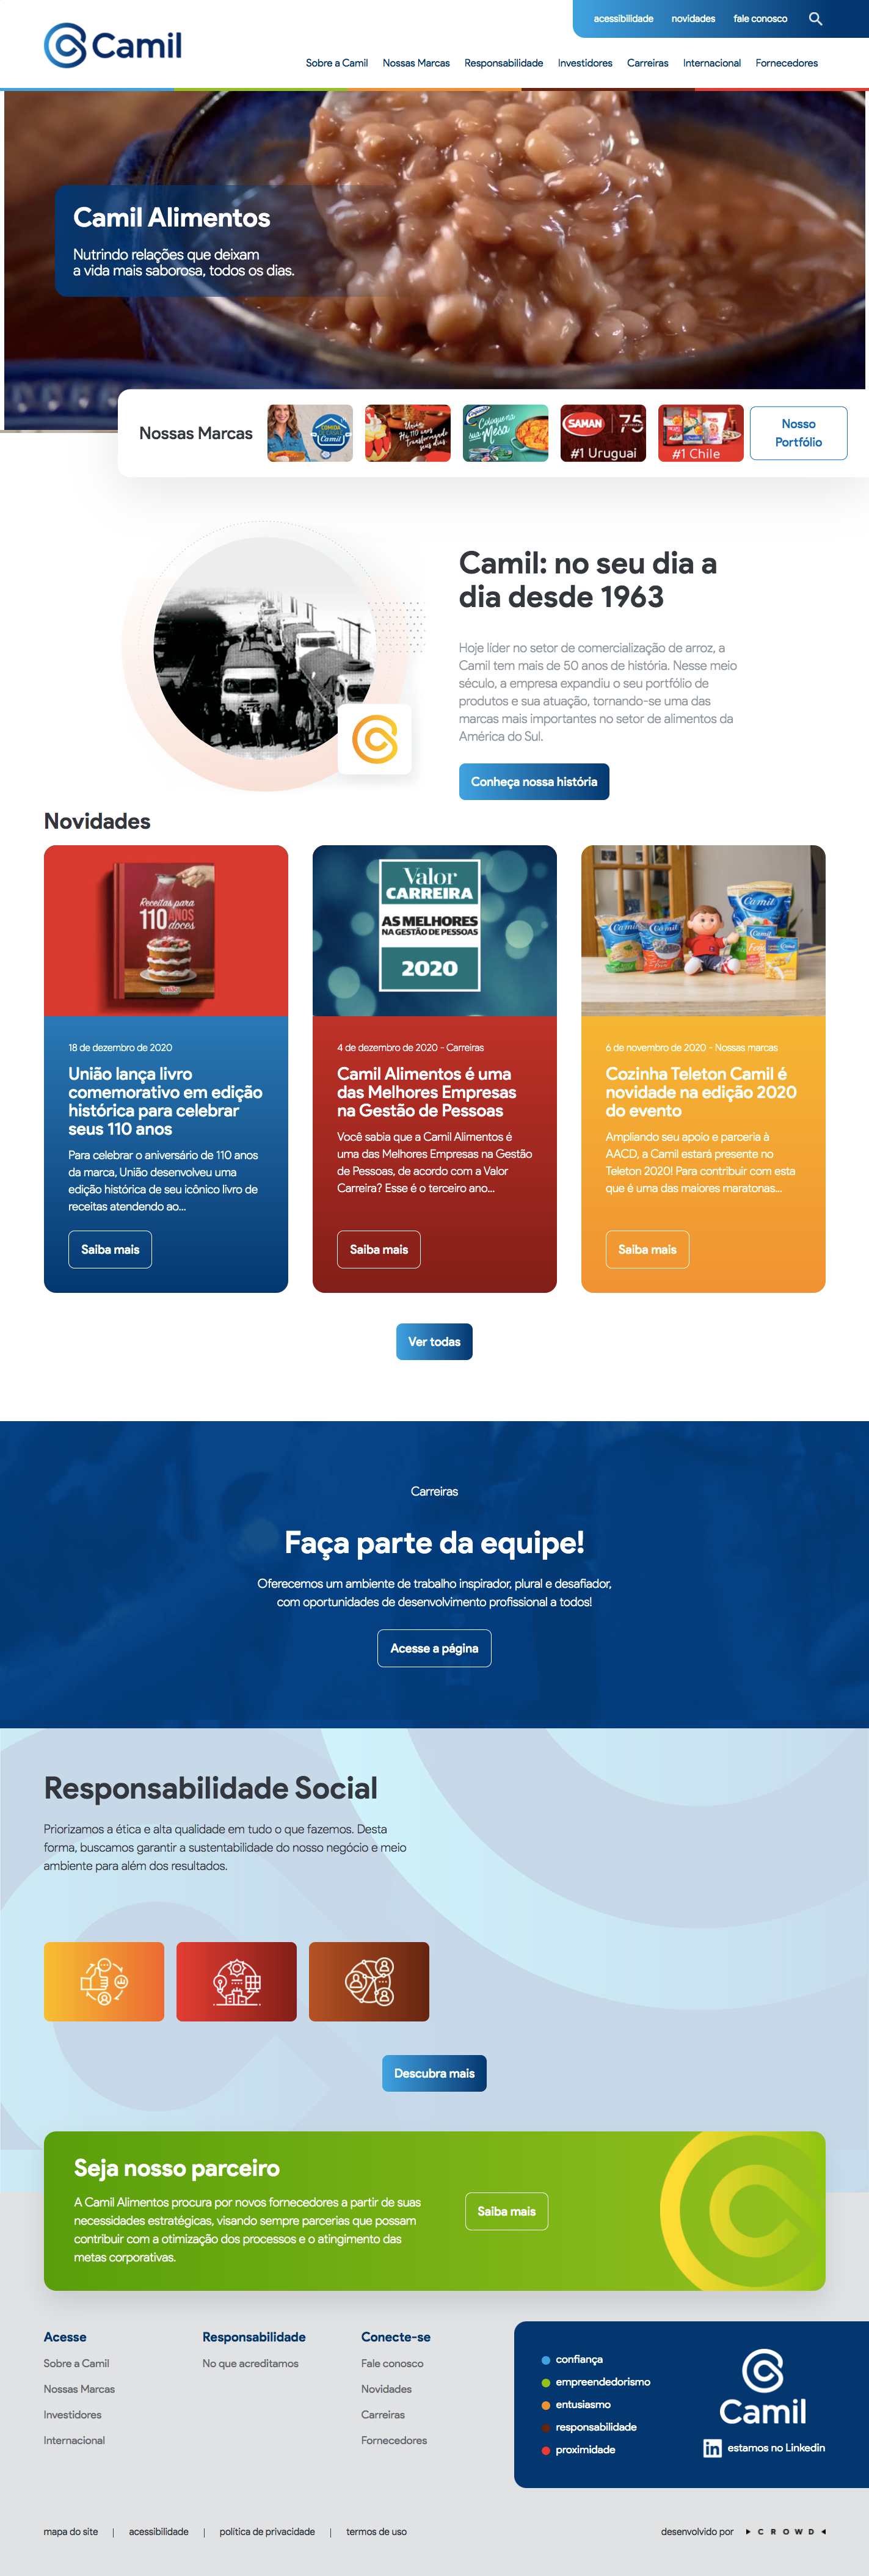 acessibilidade novidades fale conosco
Camil
Sobre a Camil Nossas Marcas Responsabilidade Investidores Carreiras Internacional Fornecedores
Camil Alimentos
Nutrindo relações que deixam
a vida mais saborosa, todos os dias.
Nossas Marcas
SAMAN 75
#1 Uruguai
#1 Chile
Nosso
Portfólio
Camil: no seu dia a
dia desde 1963
Hoje líder no setor de comercialização de arroz, a
Camil tem mais de 50 anos de história. Nesse meio
século, a empresa expandiu o seu portfólio de
produtos e sua atuação, tornando-se uma das
marcas mais importantes no setor de alimentos da
América do Sul.
Conheça nossa história
Novidades
Receitas para
110 ANOS
doces
União
18 de dezembro de 2020
União lança livro
comemorativo em edição
histórica para celebrar
seus 110 anos
Para celebrar o aniversário de 110 anos
da marca, União desenvolveu uma
edição histórica de seu icônico livro de
receitas atendendo ao...
Saiba mais
Valor
CARREIRA
AS MELHORES
NA GESTÃO DE PESSOAS
2020
4 de dezembro de 2020 - Carreiras
Camil Alimentos é uma
das Melhores Empresas
na Gestão de Pessoas
Você sabia que a Camil Alimentos é
uma das Melhores Empresas na Gestão
de Pessoas, de acordo com a Valor
Carreira? Esse é o terceiro ano...
Saiba mais
Camil
Camil
Camil
Camil
6 de novembro de 2020 - Nossas marcas
Cozinha Teleton Camil é
novidade na edição 2020
do evento
Ampliando seu apoio e parceria à
AACD, a Camil estará presente no
Teleton 2020! Para contribuir com esta
que é uma das maiores maratonas...
Saiba mais
Ver todas
Carreiras
Faça parte da equipe!
Oferecemos um ambiente de trabalho inspirador, plural e desafiador,
com oportunidades de desenvolvimento profissional a todos!
Acesse a página
Responsabilidade Social
Priorizamos a ética e alta qualidade em tudo o que fazemos. Desta
forma, buscamos garantir a sustentabilidade do nosso negócio e meio
ambiente para além dos resultados.
Descubra mais
Seja nosso parceiro
A Camil Alimentos procura por novos fornecedores a partir de suas
necessidades estratégicas, visando sempre parcerias que possam
contribuir com a otimização dos processos e o atingimento das
metas corporativas.
Saiba mais
Acesse
Sobre a Camil
Nossas Marcas
Investidores
Internacional
Responsabilidade
No que acreditamos
Conecte-se
Fale conosco
Novidades
Carreiras
Fornecedores
confiança
empreendedorismo
entusiasmo
responsabilidade
proximidade
Camil
in estamos no Linkedin
mapa do site | acessibilidade | política de privacidade | termos de uso
desenvolvido por CROWD